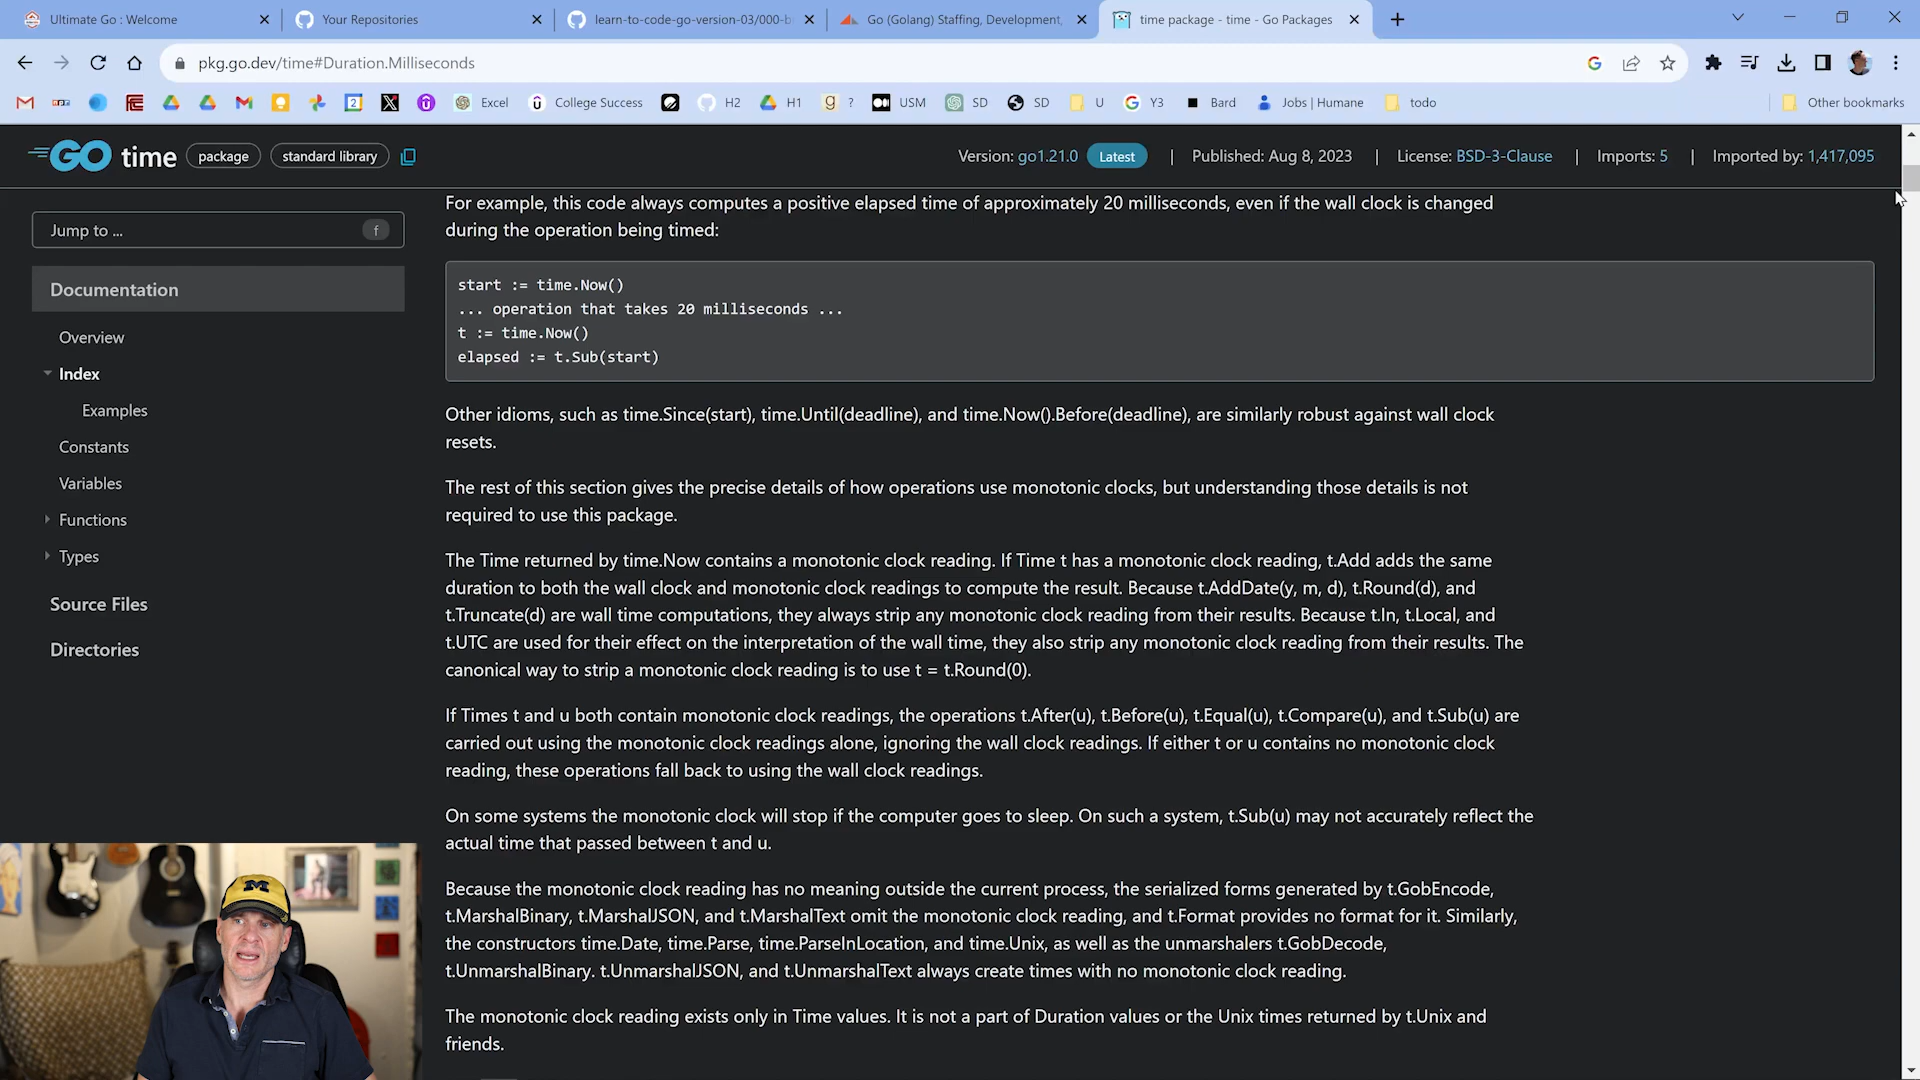 Ultimate Go : Welcome
Your Repositories
learn-to-code-go-version-03/000-b
Go (Golang) Staffing, Development,
time package - time - Go Packages
pkg.go.dev/time#Duration.Milliseconds
Excel
College Success
H2
H1
?
USM
SD
SD
U
Y3
Bard
Jobs | Humane
todo
Other bookmarks
GO time package standard library
Version: go1.21.0 Latest | Published: Aug 8, 2023 | License: BSD-3-Clause | Imports: 5 | Imported by: 1,417,095
Jump to ... f
Documentation
Overview
Index
Examples
Constants
Variables
Functions
Types
Source Files
Directories
For example, this code always computes a positive elapsed time of approximately 20 milliseconds, even if the wall clock is changed
during the operation being timed:
start := time.Now()
... operation that takes 20 milliseconds ...
t := time.Now()
elapsed := t.Sub(start)
Other idioms, such as time.Since(start), time.Until(deadline), and time.Now().Before(deadline), are similarly robust against wall clock
resets.
The rest of this section gives the precise details of how operations use monotonic clocks, but understanding those details is not
required to use this package.
The Time returned by time.Now contains a monotonic clock reading. If Time t has a monotonic clock reading, t.Add adds the same
duration to both the wall clock and monotonic clock readings to compute the result. Because t.AddDate(y, m, d), t.Round(d), and
t.Truncate(d) are wall time computations, they always strip any monotonic clock reading from their results. Because t.In, t.Local, and
t.UTC are used for their effect on the interpretation of the wall time, they also strip any monotonic clock reading from their results. The
canonical way to strip a monotonic clock reading is to use t = t.Round(0).
If Times t and u both contain monotonic clock readings, the operations t.After(u), t.Before(u), t.Equal(u), t.Compare(u), and t.Sub(u) are
carried out using the monotonic clock readings alone, ignoring the wall clock readings. If either t or u contains no monotonic clock
reading, these operations fall back to using the wall clock readings.
On some systems the monotonic clock will stop if the computer goes to sleep. On such a system, t.Sub(u) may not accurately reflect the
actual time that passed between t and u.
Because the monotonic clock reading has no meaning outside the current process, the serialized forms generated by t.GobEncode,
t.MarshalBinary, t.MarshalJSON, and t.MarshalText omit the monotonic clock reading, and t.Format provides no format for it. Similarly,
the constructors time.Date, time.Parse, time.ParseInLocation, and time.Unix, as well as the unmarshalers t.GobDecode,
t.UnmarshalBinary. t.UnmarshalJSON, and t.UnmarshalText always create times with no monotonic clock reading.
The monotonic clock reading exists only in Time values. It is not a part of Duration values or the Unix times returned by t.Unix and
friends.
M